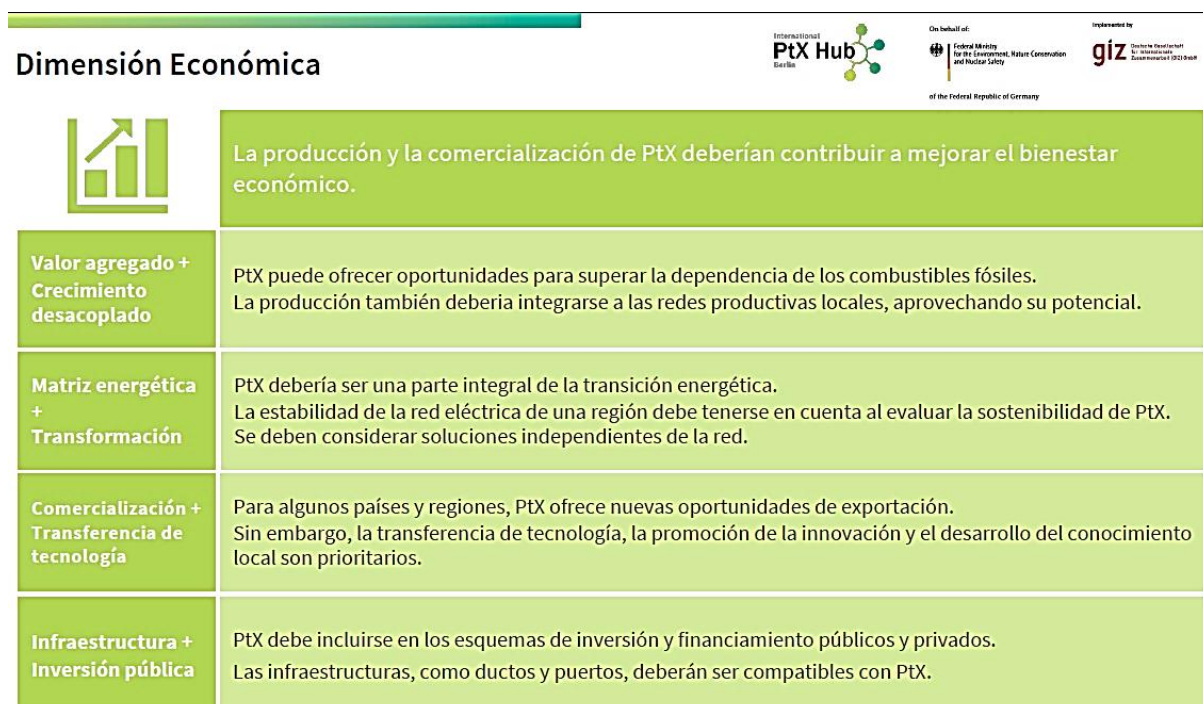 Dimensión Económica
International
PtX Hub
Berlin
On behalf of:
Federal Ministry
for the Environment, Nature Conservation
and Nuclear Safety
of the Federal Republic of Germany
Implemented by
giz Deutsche Gesellschaft
für Internationale
Zusammenarbeit (GIZ) GmbH
La producción y la comercialización de PtX deberían contribuir a mejorar el bienestar
económico.
Valor agregado +
Crecimiento
desacoplado
PtX puede ofrecer oportunidades para superar la dependencia de los combustibles fósiles.
La producción también deberia integrarse a las redes productivas locales, aprovechando su potencial.
Matriz energética
+
Transformación
PtX debería ser una parte integral de la transición energética.
La estabilidad de la red eléctrica de una región debe tenerse en cuenta al evaluar la sostenibilidad de PtX.
Se deben considerar soluciones independientes de la red.
Comercialización +
Transferencia de
tecnología
Para algunos países y regiones, PtX ofrece nuevas oportunidades de exportación.
Sin embargo, la transferencia de tecnología, la promoción de la innovación y el desarrollo del conocimiento
local son prioritarios.
Infraestructura +
Inversión pública
PtX debe incluirse en los esquemas de inversión y financiamiento públicos y privados.
Las infraestructuras, como ductos y puertos, deberán ser compatibles con PtX.